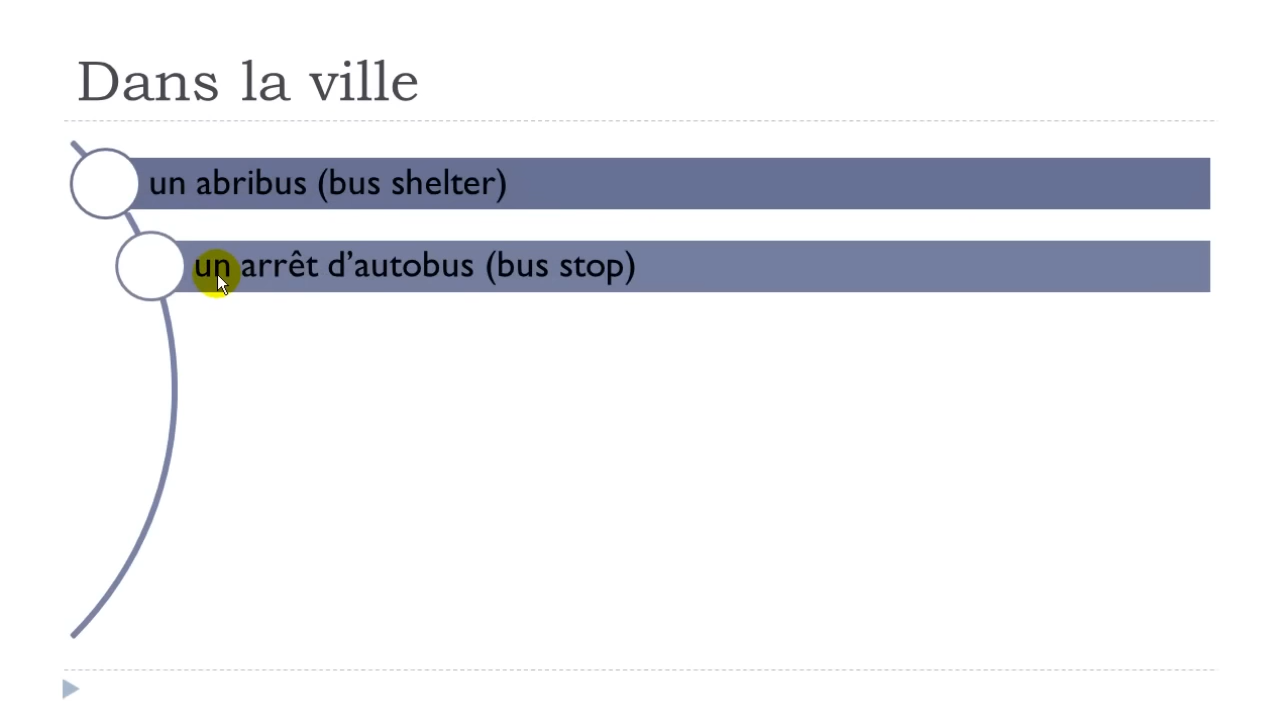 Dans la ville
un abribus (bus shelter)
un arrêt d’autobus (bus stop)